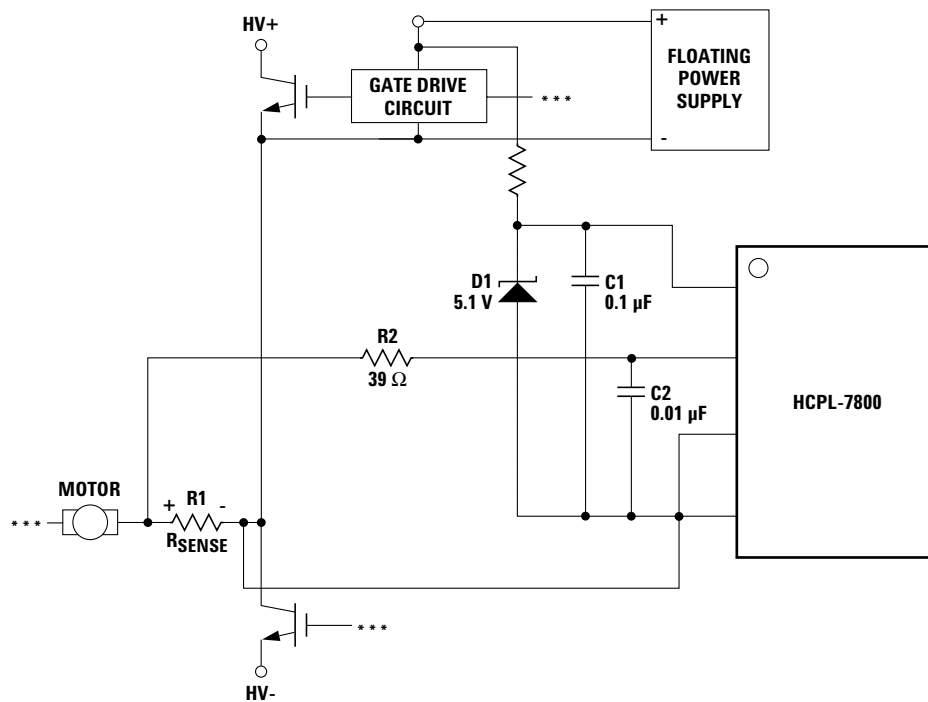 HV+
+
FLOATING
POWER
SUPPLY
GATE DRIVE
CIRCUIT
***
-
D1
5.1 V
C1
0.1 µF
R2
39 Ω
C2
0.01 µF
HCPL-7800
MOTOR
+ R1 -
***
RSENSE
***
HV-